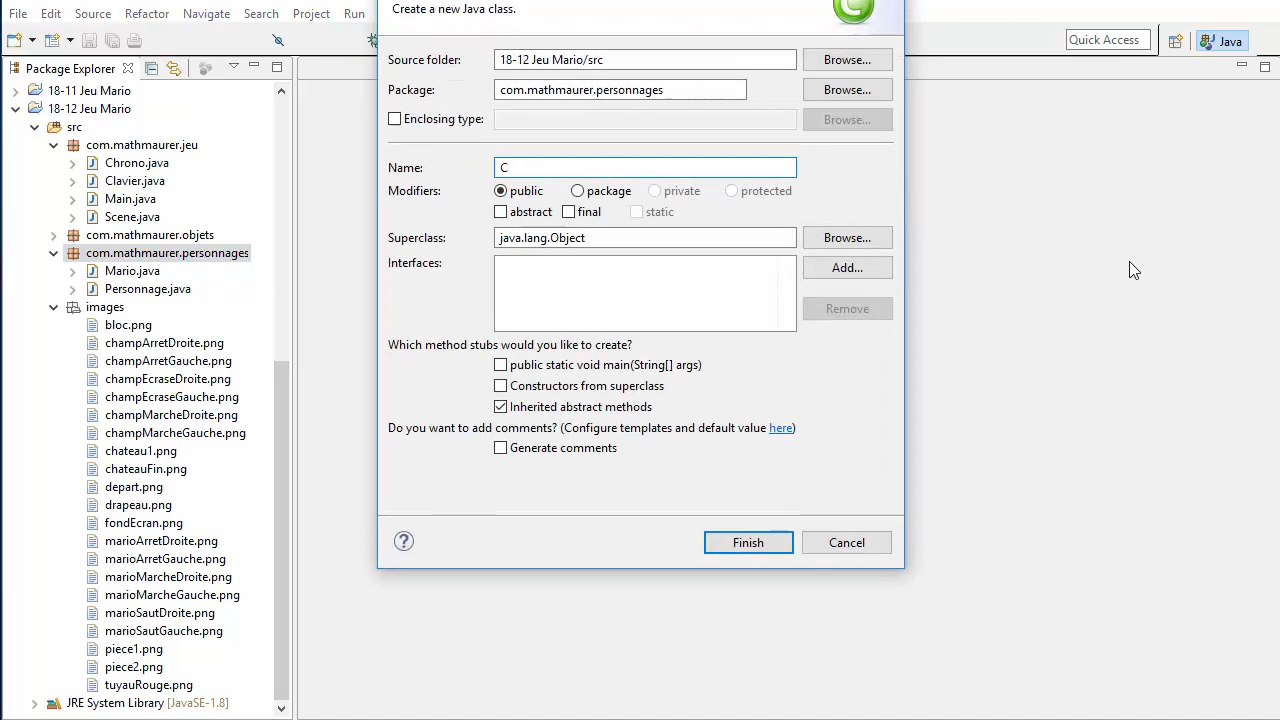 File Edit Source Refactor Navigate Search Project Run
Create a new Java class.
Quick Access
Java
Package Explorer
18-11 Jeu Mario
18-12 Jeu Mario
src
com.mathmaurer.jeu
Chrono.java
Clavier.java
Main.java
Scene.java
com.mathmaurer.objets
com.mathmaurer.personnages
Mario.java
Personnage.java
images
bloc.png
champArretDroite.png
champArretGauche.png
champEcraseDroite.png
champEcraseGauche.png
champMarcheDroite.png
champMarcheGauche.png
chateau1.png
chateauFin.png
depart.png
drapeau.png
fondEcran.png
marioArretDroite.png
marioArretGauche.png
marioMarcheDroite.png
marioMarcheGauche.png
marioSautDroite.png
marioSautGauche.png
piece1.png
piece2.png
tuyauRouge.png
JRE System Library [JavaSE-1.8]
Source folder: 18-12 Jeu Mario/src Browse...
Package: com.mathmaurer.personnages Browse...
Enclosing type: Browse...
Name: C
Modifiers: public package private protected
abstract final static
Superclass: java.lang.Object Browse...
Interfaces: Add...
Remove
Which method stubs would you like to create?
public static void main(String[] args)
Constructors from superclass
Inherited abstract methods
Do you want to add comments? (Configure templates and default value here)
Generate comments
? Finish Cancel